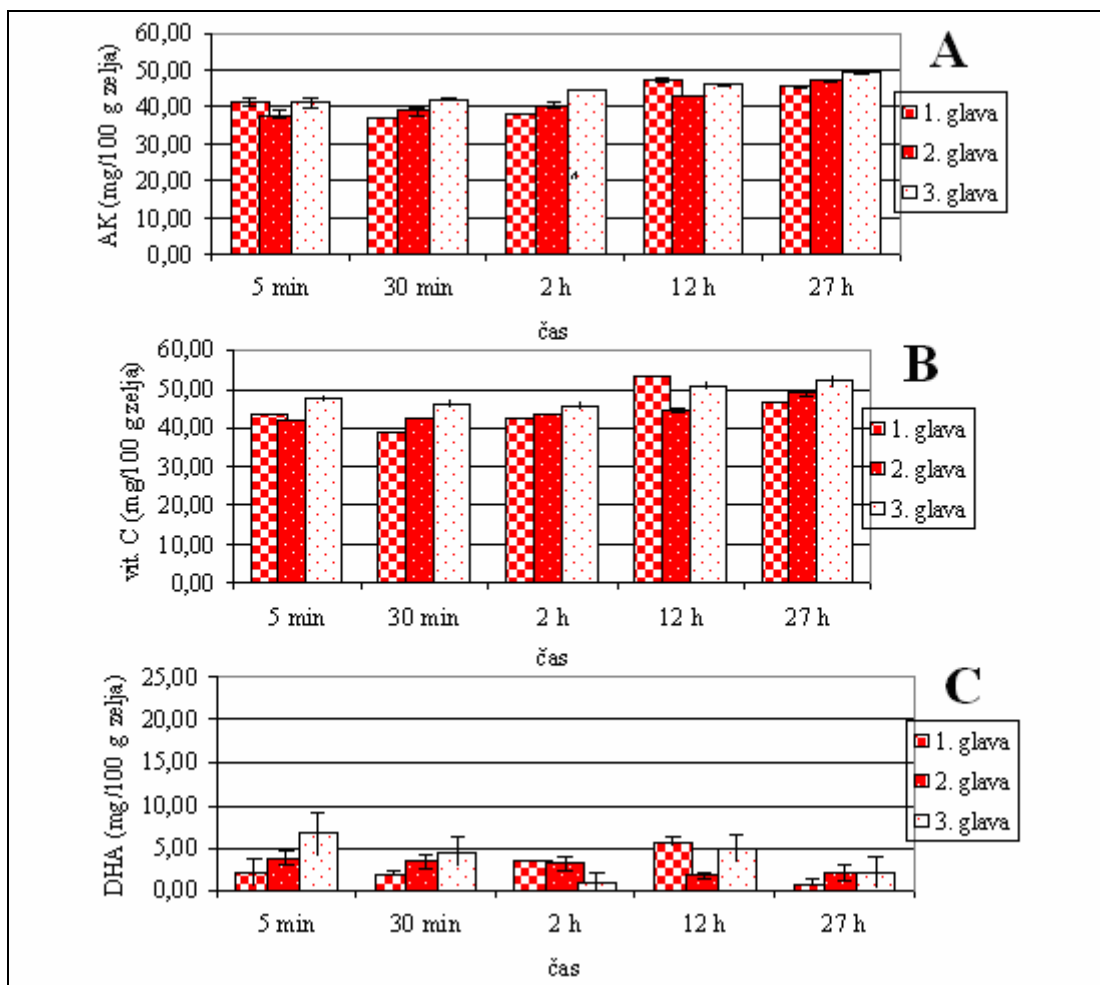 A
AK (mg/100 g zelja)
60,00
50,00
40,00
30,00
20,00
10,00
0,00
5 min 30 min 2 h 12 h 27 h
čas
1. glava
2. glava
3. glava
B
vit. C (mg/100 g zelja)
60,00
50,00
40,00
30,00
20,00
10,00
0,00
5 min 30 min 2 h 12 h 27 h
čas
1. glava
2. glava
3. glava
C
DHA (mg/100 g zelja)
25,00
20,00
15,00
10,00
5,00
0,00
5 min 30 min 2 h 12 h 27 h
čas
1. glava
2. glava
3. glava